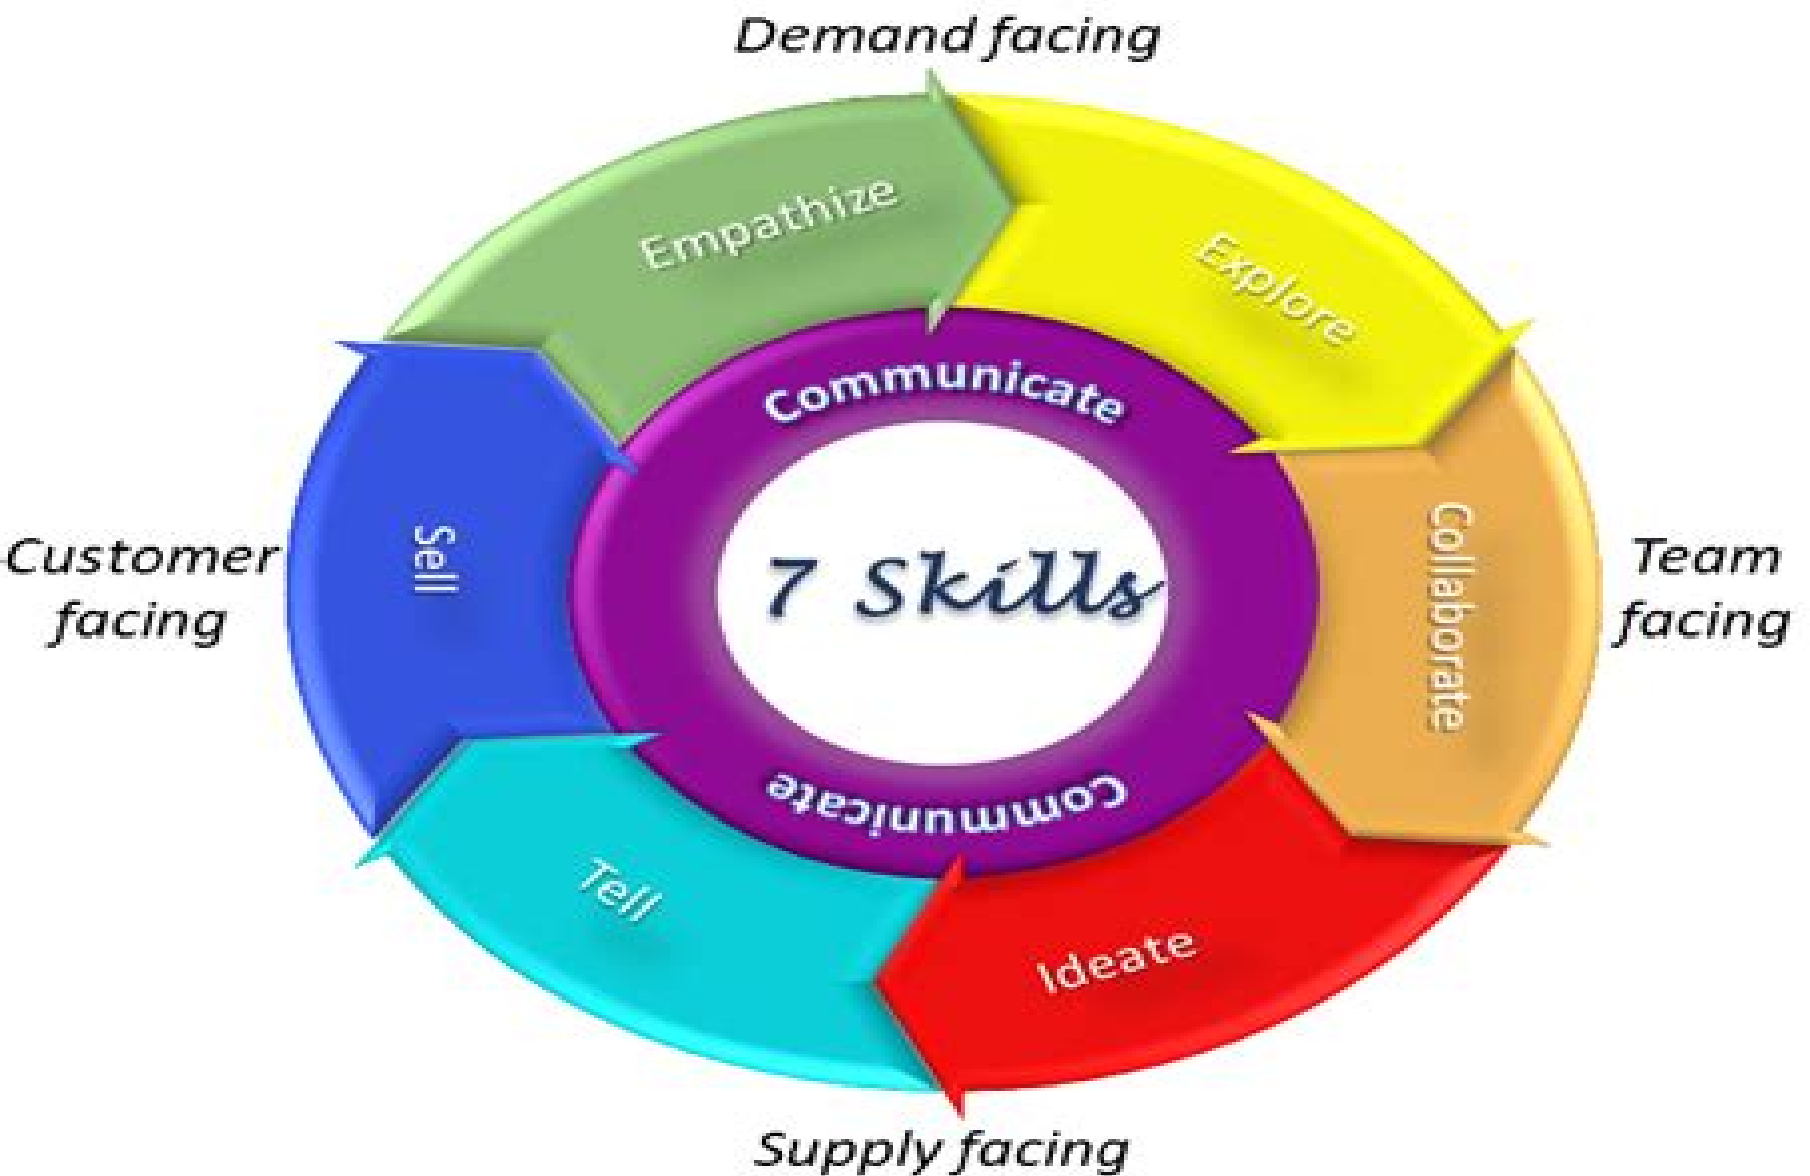 Demand facing
Empathize
Explore
Communicate
Customer
facing
Sell
7 Skills
Collaborate
Team
facing
Communicate
Tell
Ideate
Supply facing